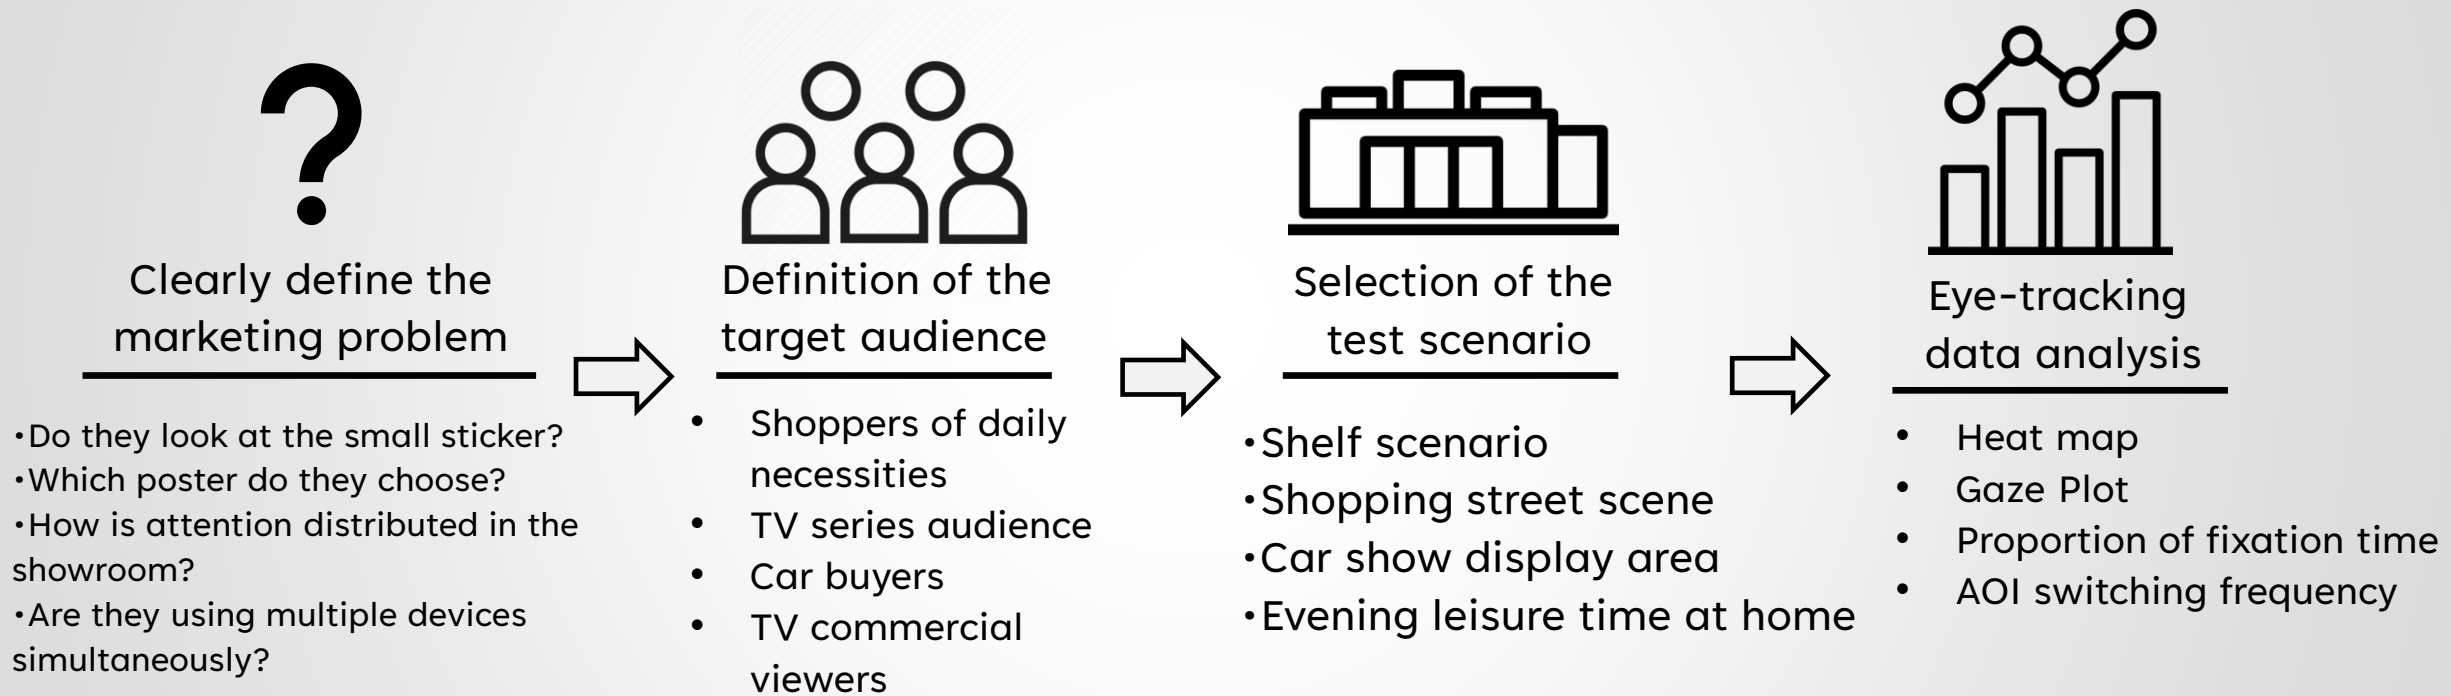 Clearly define the
marketing problem
•Do they look at the small sticker?
•Which poster do they choose?
•How is attention distributed in the
showroom?
•Are they using multiple devices
simultaneously?
Definition of the
target audience
• Shoppers of daily
necessities
• TV series audience
• Car buyers
• TV commercial
viewers
Selection of the
test scenario
•Shelf scenario
•Shopping street scene
•Car show display area
•Evening leisure time at home
Eye-tracking
data analysis
• Heat map
• Gaze Plot
• Proportion of fixation time
• AOI switching frequency